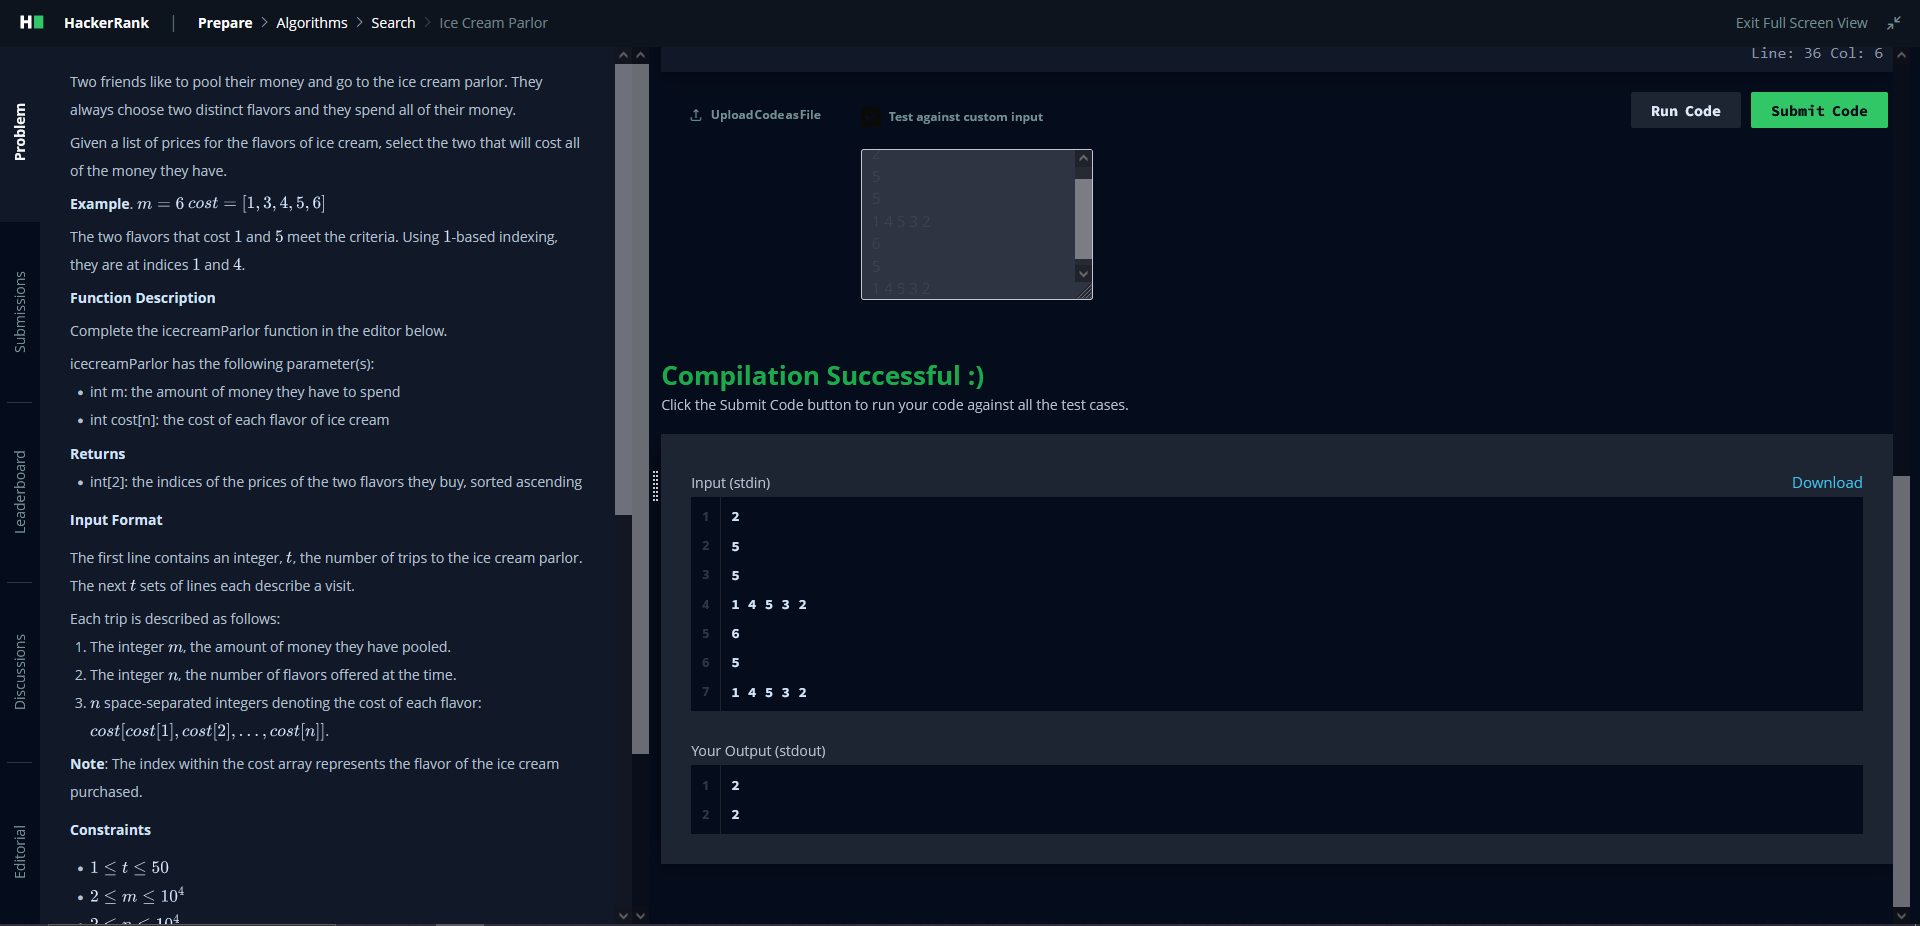 HackerRank | Prepare > Algorithms > Search > Ice Cream Parlor
Exit Full Screen View
Problem
Submissions
Leaderboard
Discussions
Editorial
Two friends like to pool their money and go to the ice cream parlor. They
always choose two distinct flavors and they spend all of their money.
Given a list of prices for the flavors of ice cream, select the two that will cost all
of the money they have.
Example. m = 6 cost = [1, 3, 4, 5, 6]
The two flavors that cost 1 and 5 meet the criteria. Using 1-based indexing,
they are at indices 1 and 4.
Function Description
Complete the icecreamParlor function in the editor below.
icecreamParlor has the following parameter(s):
• int m: the amount of money they have to spend
• int cost[n]: the cost of each flavor of ice cream
Returns
• int[2]: the indices of the prices of the two flavors they buy, sorted ascending
Input Format
The first line contains an integer, t, the number of trips to the ice cream parlor.
The next t sets of lines each describe a visit.
Each trip is described as follows:
1. The integer m, the amount of money they have pooled.
2. The integer n, the number of flavors offered at the time.
3. n space-separated integers denoting the cost of each flavor:
cost[cost[1], cost[2], . . . , cost[n]].
Note: The index within the cost array represents the flavor of the ice cream
purchased.
Constraints
• 1 ≤ t ≤ 50
• 2 ≤ m ≤ 10⁴
• 2 ≤ n ≤ 10⁴
Line: 36 Col: 6
Upload Code as File
Test against custom input
Run Code
Submit Code
2
5
5
1 4 5 3 2
6
5
1 4 5 3 2
Compilation Successful :)
Click the Submit Code button to run your code against all the test cases.
Input (stdin)
Download
1 2
2 5
3 5
4 1 4 5 3 2
5 6
6 5
7 1 4 5 3 2
Your Output (stdout)
1 2
2 2